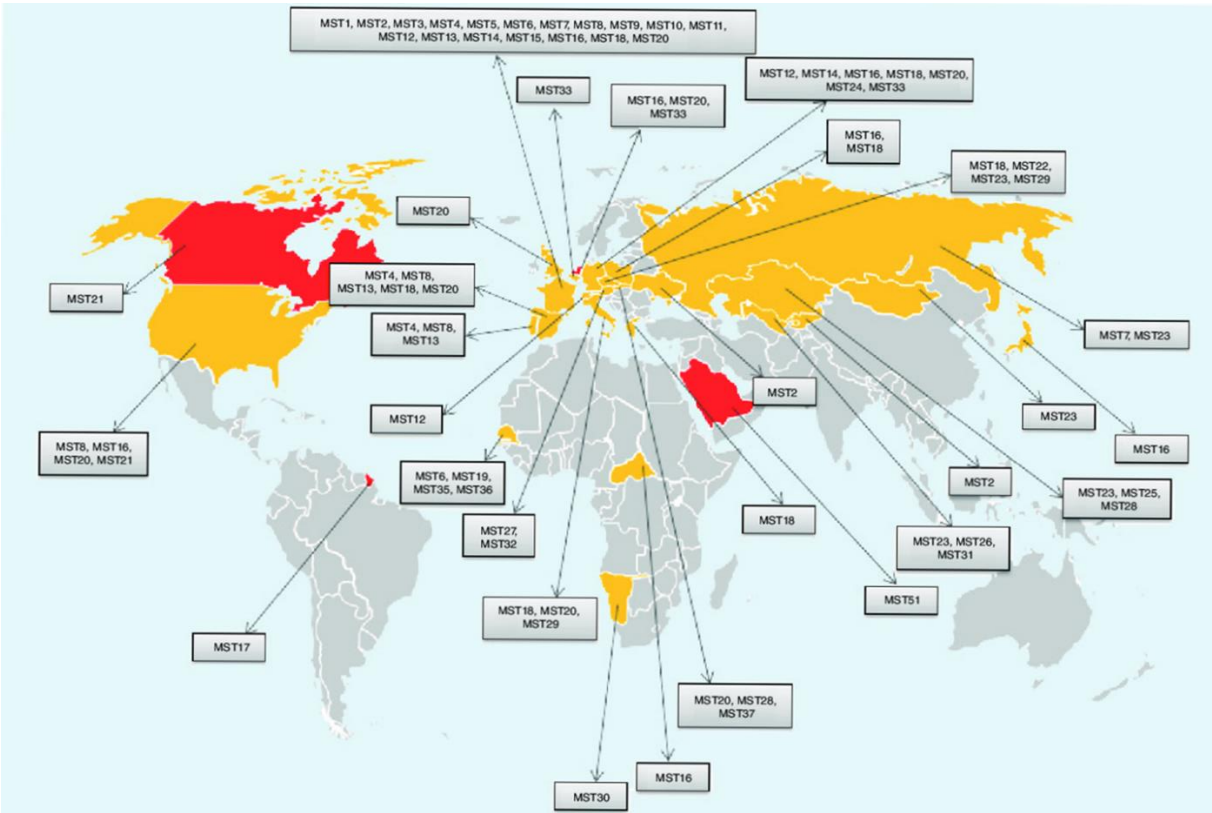 MST1, MST2, MST3, MST4, MST5, MST6, MST7, MST8, MST9, MST10, MST11,
MST12, MST13, MST14, MST15, MST16, MST18, MST20
MST33
MST16, MST20,
MST33
MST12, MST14, MST16, MST18, MST20,
MST24, MST33
MST16,
MST18
MST18, MST22,
MST23, MST29
MST20
MST4, MST8,
MST13, MST18, MST20
MST21
MST4, MST8,
MST13
MST7, MST23
MST2
MST12
MST23
MST16
MST8, MST16,
MST20, MST21
MST6, MST19,
MST35, MST36
MST2
MST23, MST25,
MST28
MST27,
MST32
MST18
MST23, MST26,
MST31
MST51
MST18, MST20,
MST29
MST17
MST20, MST28,
MST37
MST16
MST30